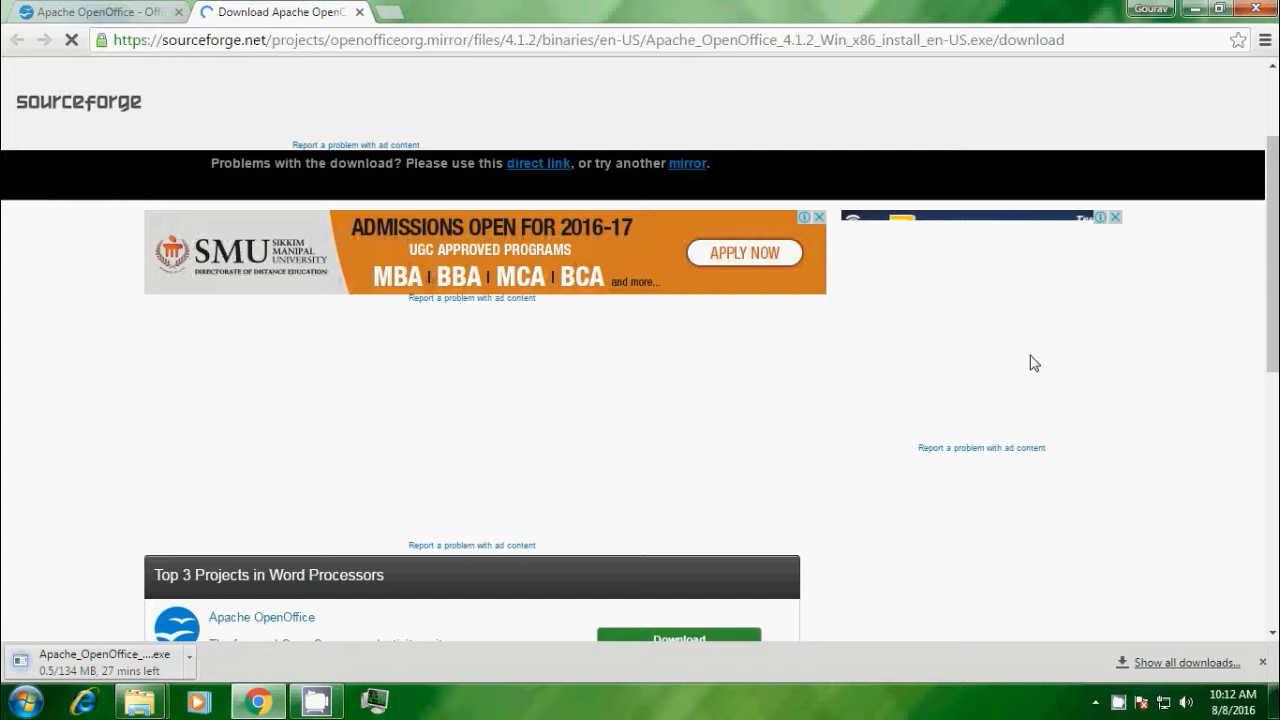 Apache OpenOffice - Offi
Download Apache OpenO
Gourav
https://sourceforge.net/projects/openofficeorg.mirror/files/4.1.2/binaries/en-US/Apache_OpenOffice_4.1.2_Win_x86_install_en-US.exe/download
sourceforge
Report a problem with ad content
Problems with the download? Please use this direct link, or try another mirror.
SMU SIKKIM MANIPAL UNIVERSITY
DIRECTORATE OF DISTANCE EDUCATION
ADMISSIONS OPEN FOR 2016-17
UGC APPROVED PROGRAMS
MBA | BBA | MCA | BCA and more...
APPLY NOW
Report a problem with ad content
Report a problem with ad content
Report a problem with ad content
Top 3 Projects in Word Processors
Apache OpenOffice
Download
Apache_OpenOffice_....exe
0.5/134 MB, 27 mins left
Show all downloads...
10:12 AM
8/8/2016